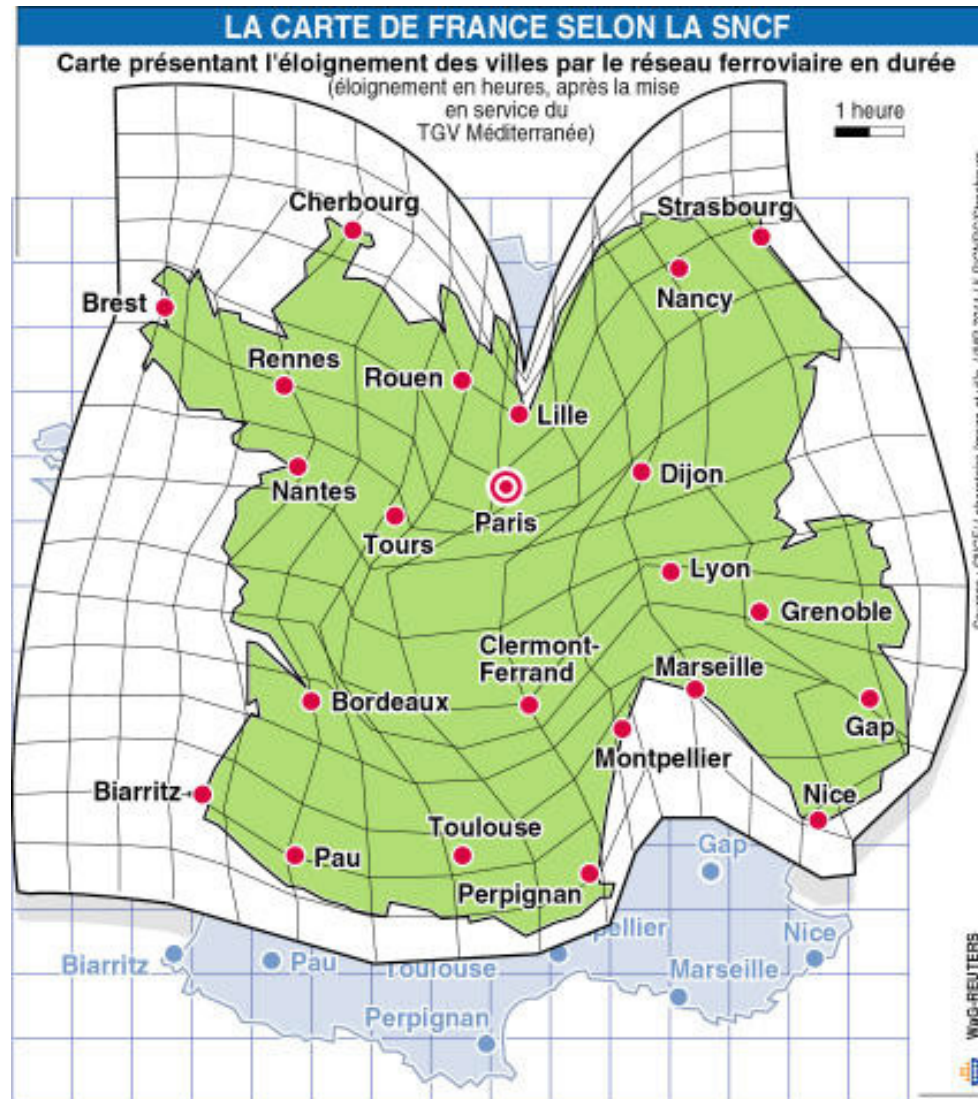 LA CARTE DE FRANCE SELON LA SNCF
Carte présentant l'éloignement des villes par le réseau ferroviaire en durée
(éloignement en heures, après la mise
en service du
TGV Méditerranée)
1 heure
Cherbourg
Strasbourg
Brest
Nancy
Rennes
Rouen
Lille
Nantes
Dijon
Paris
Tours
Lyon
Grenoble
Clermont-
Ferrand
Marseille
Bordeaux
Gap
Montpellier
Biarritz
Nice
Toulouse
Pau
Perpignan
Gap
pellier
Nice
Biarritz
Pau
Toulouse
Marseille
Perpignan
WaG-REUTERS